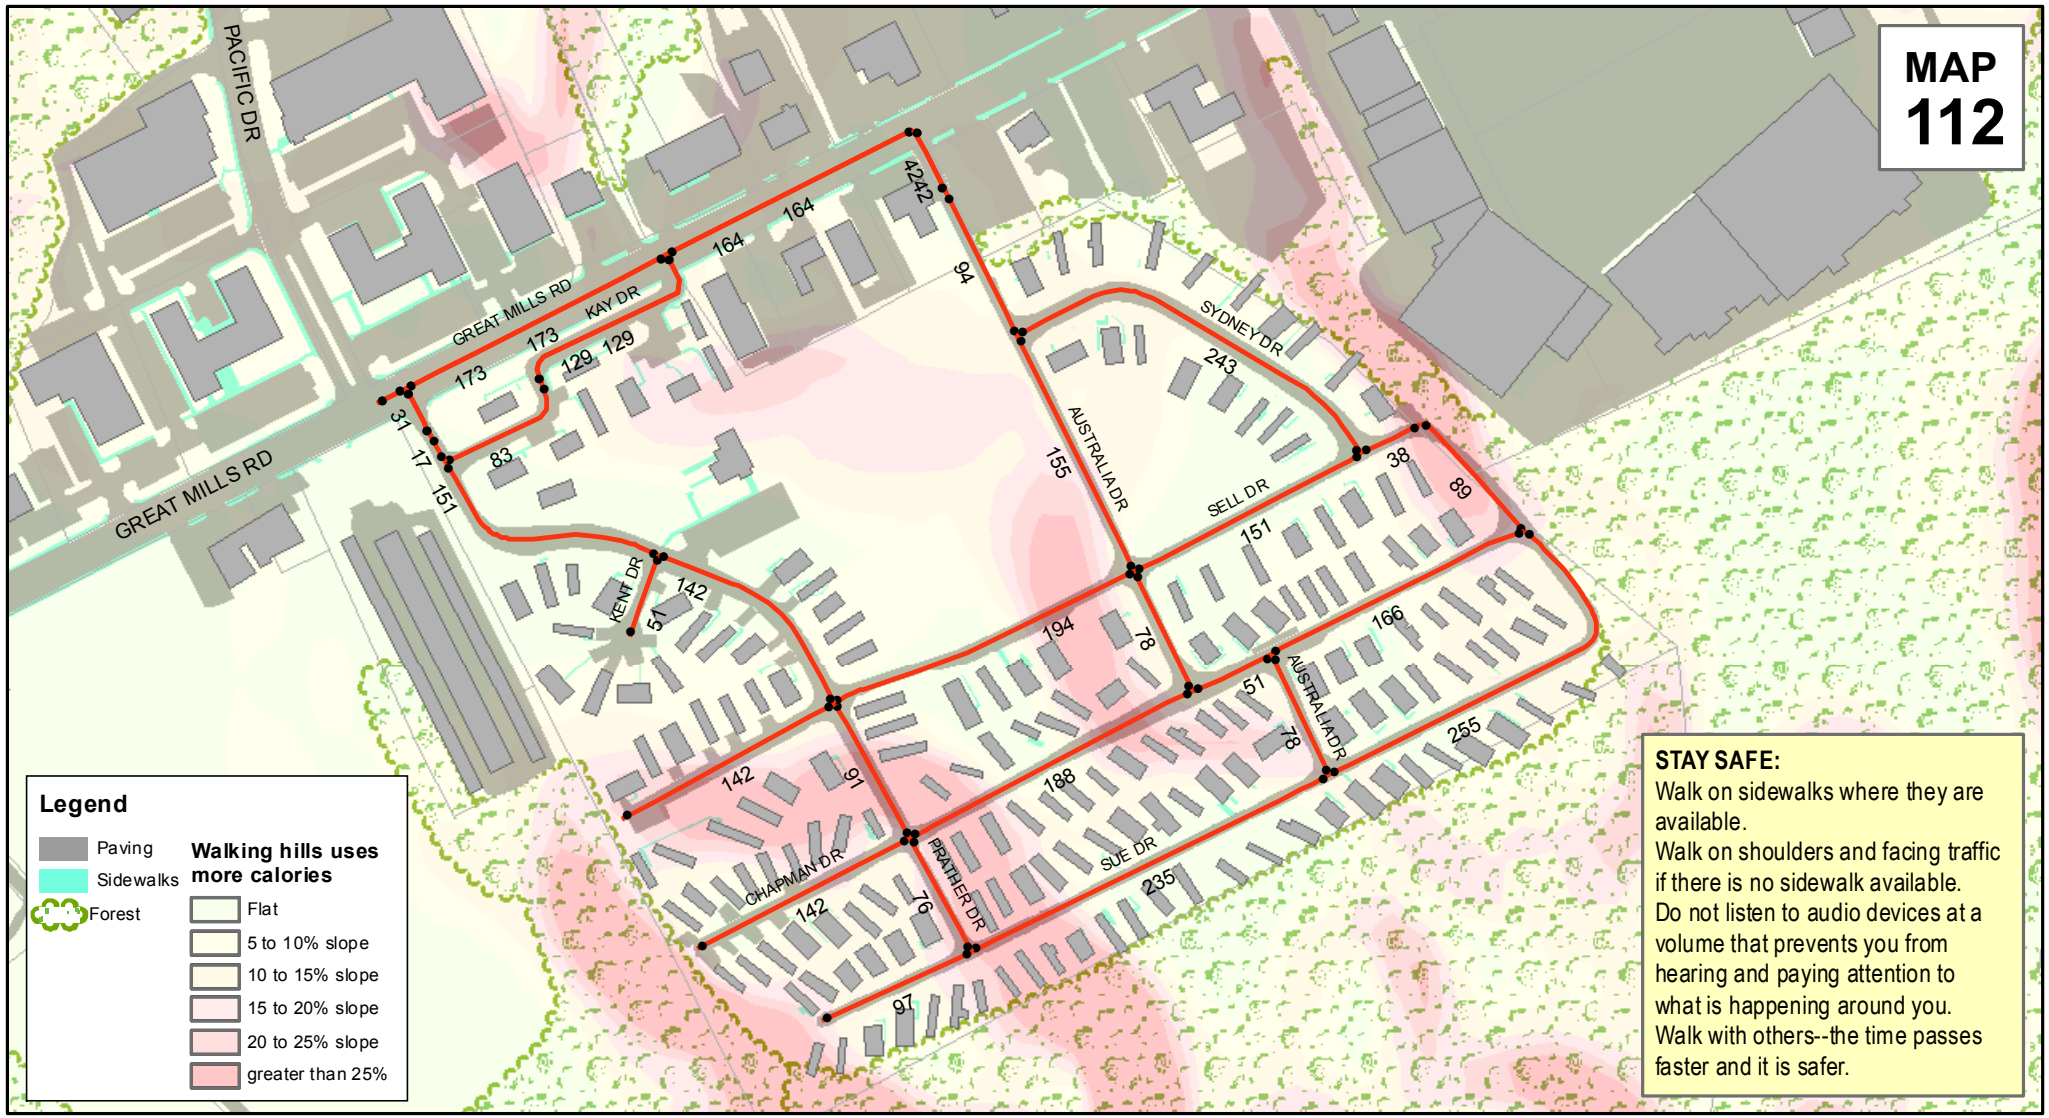 MAP
112
PACIFIC DR
4242
164
164
94
GREAT MILLS RD
KAY DR
173
129
129
173
31
17
83
151
GREAT MILLS RD
SYDNEY DR
243
AUSTRALIA DR
155
SELL DR
151
38
89
KENT DR
51
142
194
78
166
51
AUSTRALIA DR
78
255
142
91
188
CHAPMAN DR
142
PRATHER DR
76
SUE DR
235
97
Legend
Paving
Sidewalks
Forest
Walking hills uses
more calories
Flat
5 to 10% slope
10 to 15% slope
15 to 20% slope
20 to 25% slope
greater than 25%
STAY SAFE:
Walk on sidewalks where they are
available.
Walk on shoulders and facing traffic
if there is no sidewalk available.
Do not listen to audio devices at a
volume that prevents you from
hearing and paying attention to
what is happening around you.
Walk with others--the time passes
faster and it is safer.